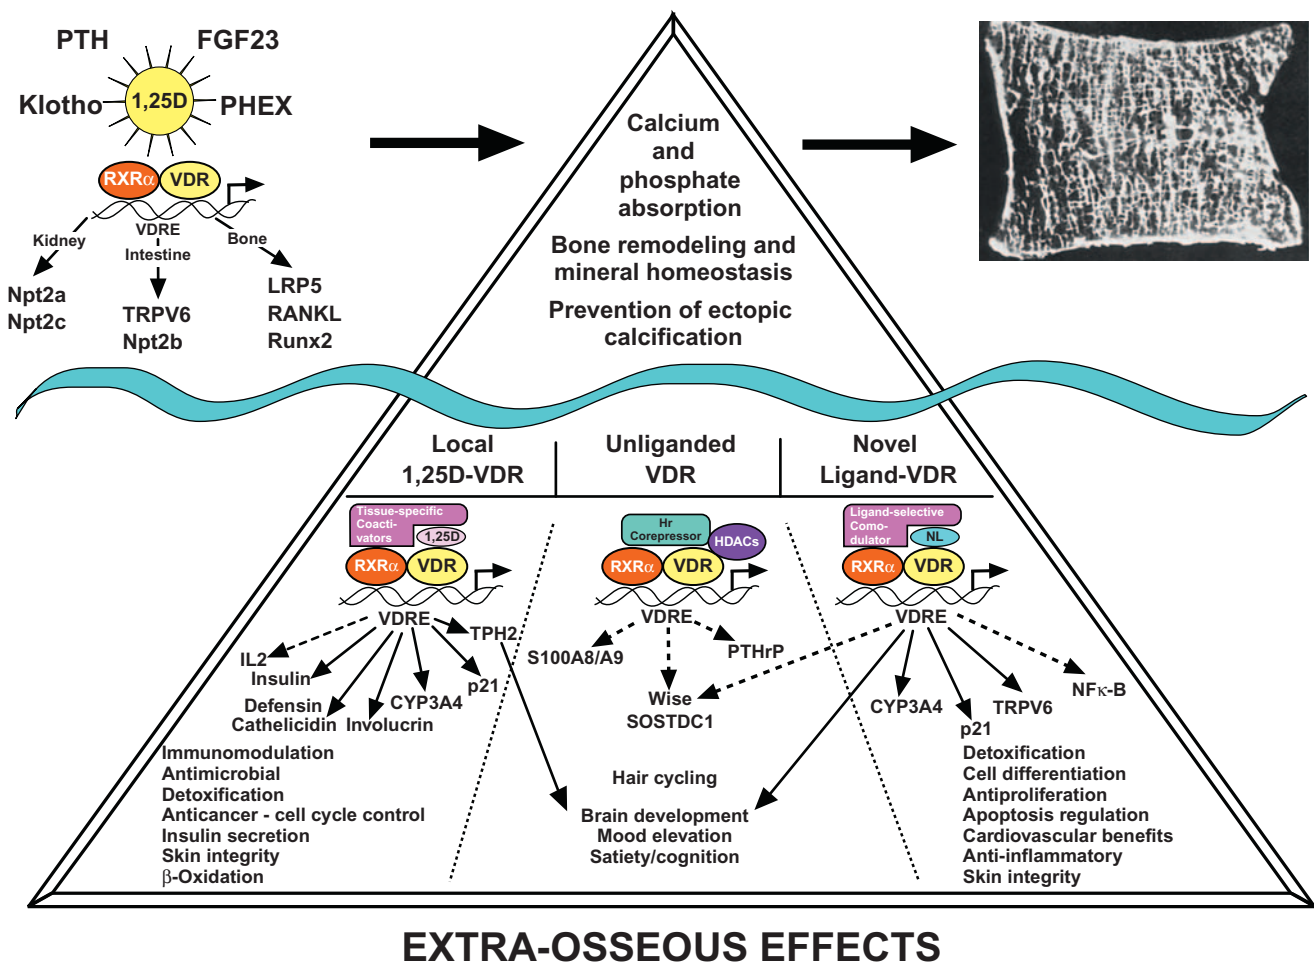 PTH
FGF23
Klotho
1,25D
PHEX
RXRα
VDR
VDRE
Kidney
Intestine
Bone
Npt2a
Npt2c
TRPV6
Npt2b
LRP5
RANKL
Runx2
Calcium
and
phosphate
absorption
Bone remodeling and
mineral homeostasis
Prevention of ectopic
calcification
Local
1,25D-VDR
Unliganded
VDR
Novel
Ligand-VDR
Tissue-specific
Coacti-
vators
1,25D
RXRα
VDR
VDRE
IL2
Insulin
Defensin
Cathelicidin
Involucrin
CYP3A4
p21
TPH2
Immunomodulation
Antimicrobial
Detoxification
Anticancer - cell cycle control
Insulin secretion
Skin integrity
β-Oxidation
Hr
Corepressor
HDACs
RXRα
VDR
VDRE
S100A8/A9
PTHrP
Wise
SOSTDC1
Hair cycling
Brain development
Mood elevation
Satiety/cognition
Ligand-selective
Como-
dulator
NL
RXRα
VDR
VDRE
CYP3A4
p21
TRPV6
NFκ-B
Detoxification
Cell differentiation
Antiproliferation
Apoptosis regulation
Cardiovascular benefits
Anti-inflammatory
Skin integrity
EXTRA-OSSEOUS EFFECTS